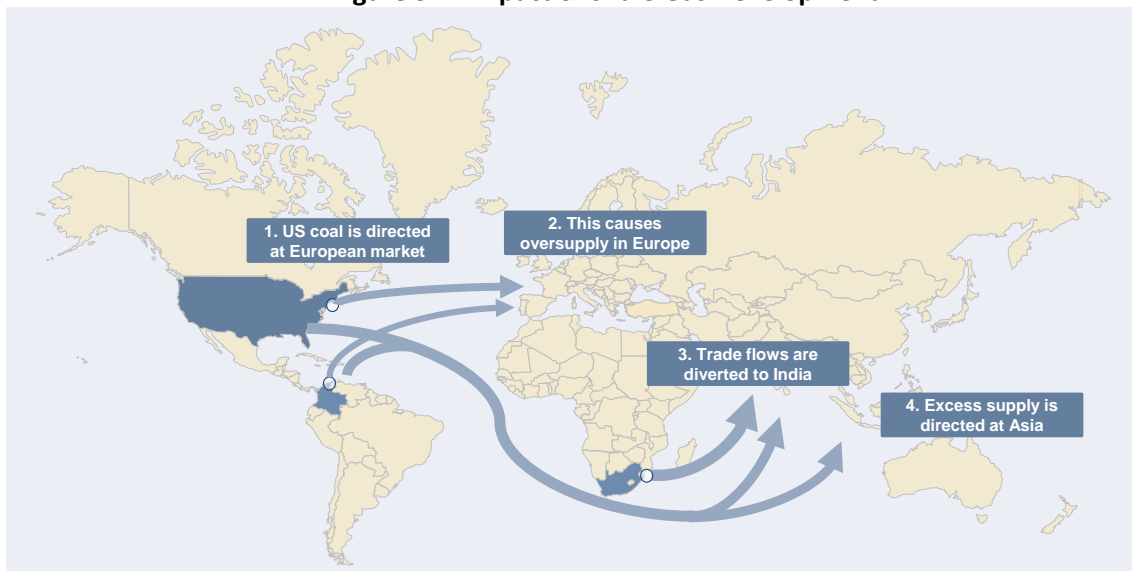 1. US coal is directed
at European market
2. This causes
oversupply in Europe
3. Trade flows are
diverted to India
4. Excess supply is
directed at Asia